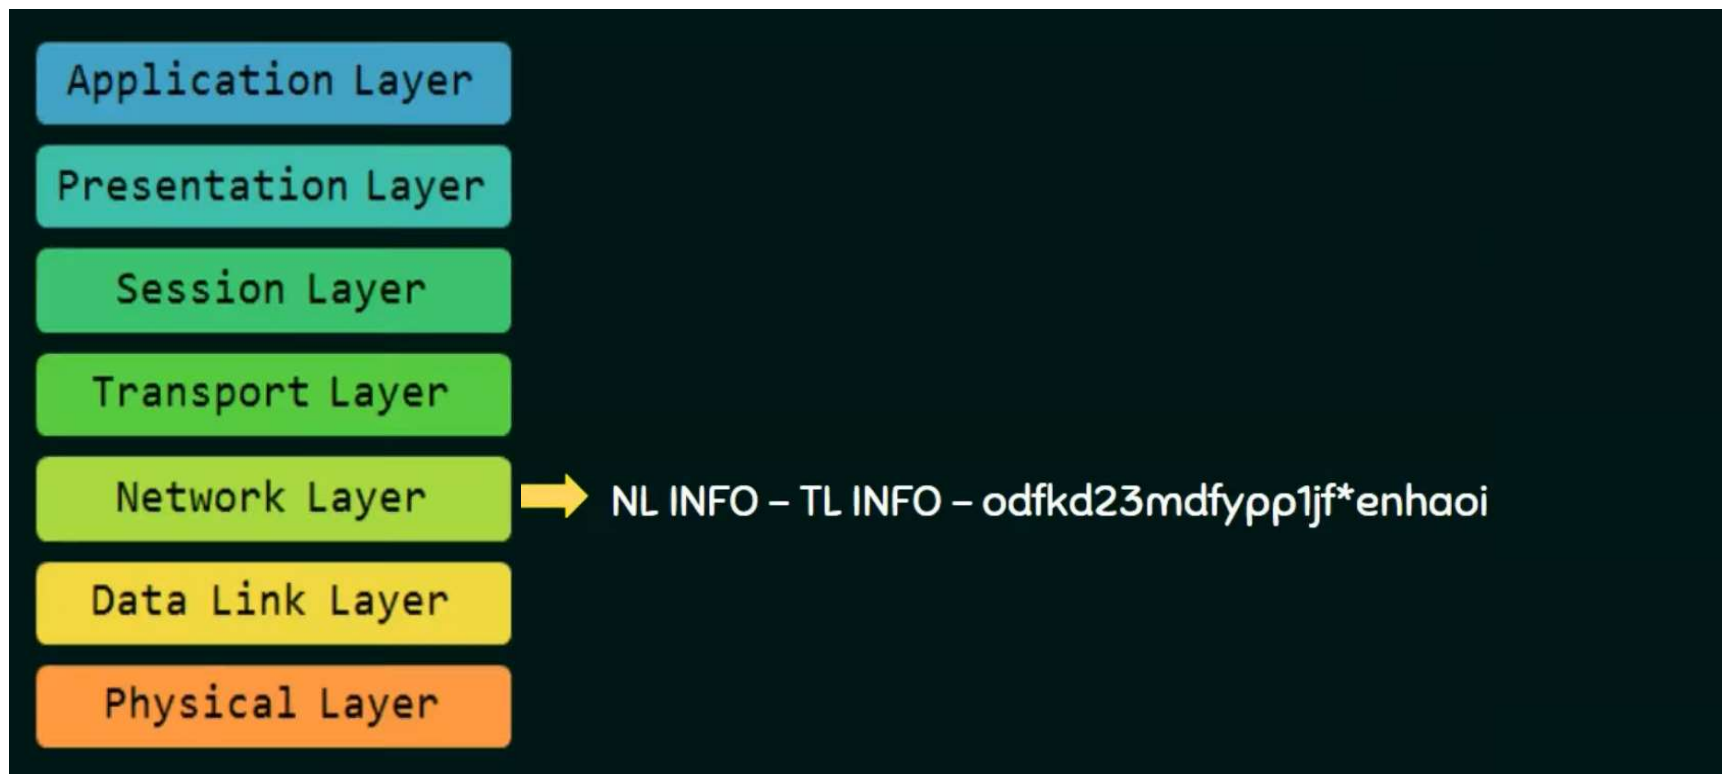 Application Layer
Presentation Layer
Session Layer
Transport Layer
Network Layer NL INFO – TL INFO – odfkd23mdfypp1jf*enhaoi
Data Link Layer
Physical Layer